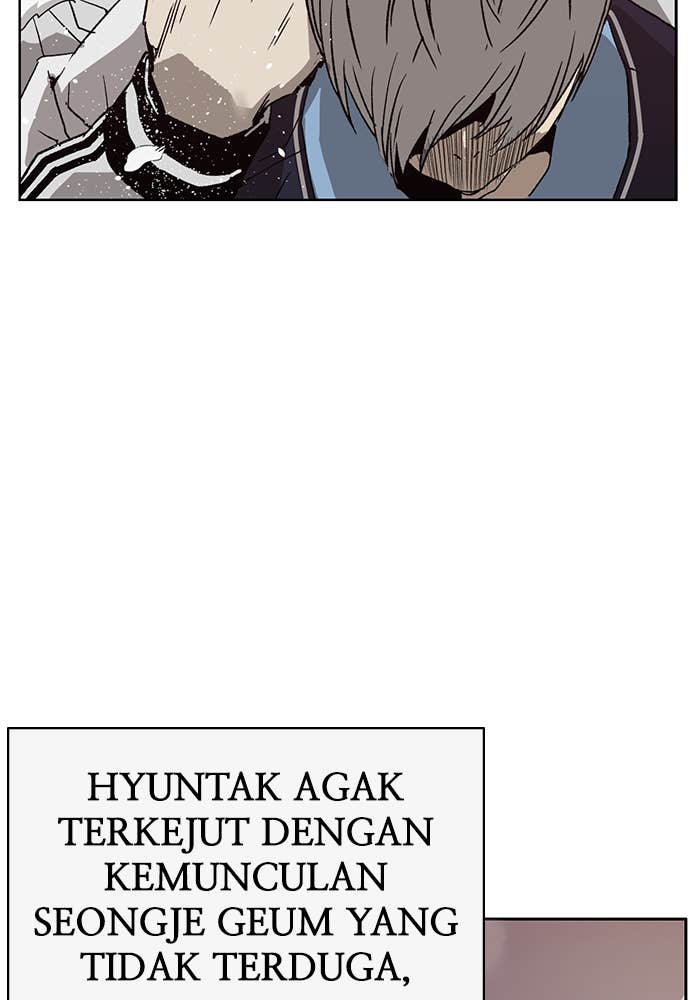 HYUNTAK AGAK
TERKEJUT DENGAN
KEMUNCULAN
SEONGJE GEUM YANG
TIDAK TERDUGA,